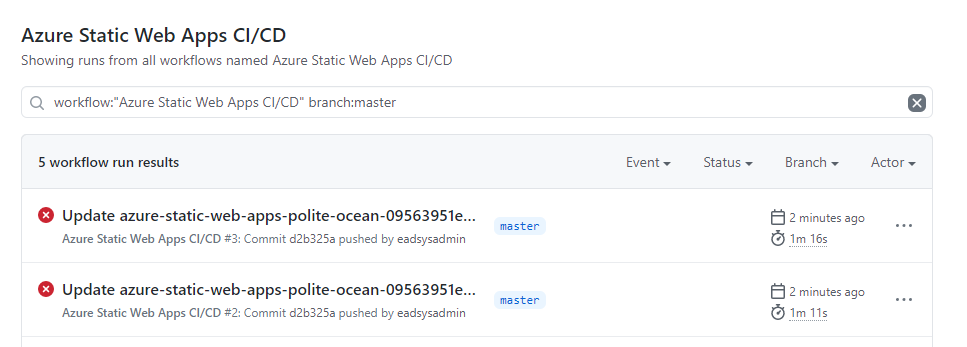 Azure Static Web Apps CI/CD
Showing runs from all workflows named Azure Static Web Apps CI/CD
workflow:"Azure Static Web Apps CI/CD" branch:master
5 workflow run results Event Status Branch Actor
Update azure-static-web-apps-polite-ocean-09563951e... master 2 minutes ago
Azure Static Web Apps CI/CD #3: Commit d2b325a pushed by eadsysadmin 1m 16s
Update azure-static-web-apps-polite-ocean-09563951e... master 2 minutes ago
Azure Static Web Apps CI/CD #2: Commit d2b325a pushed by eadsysadmin 1m 11s